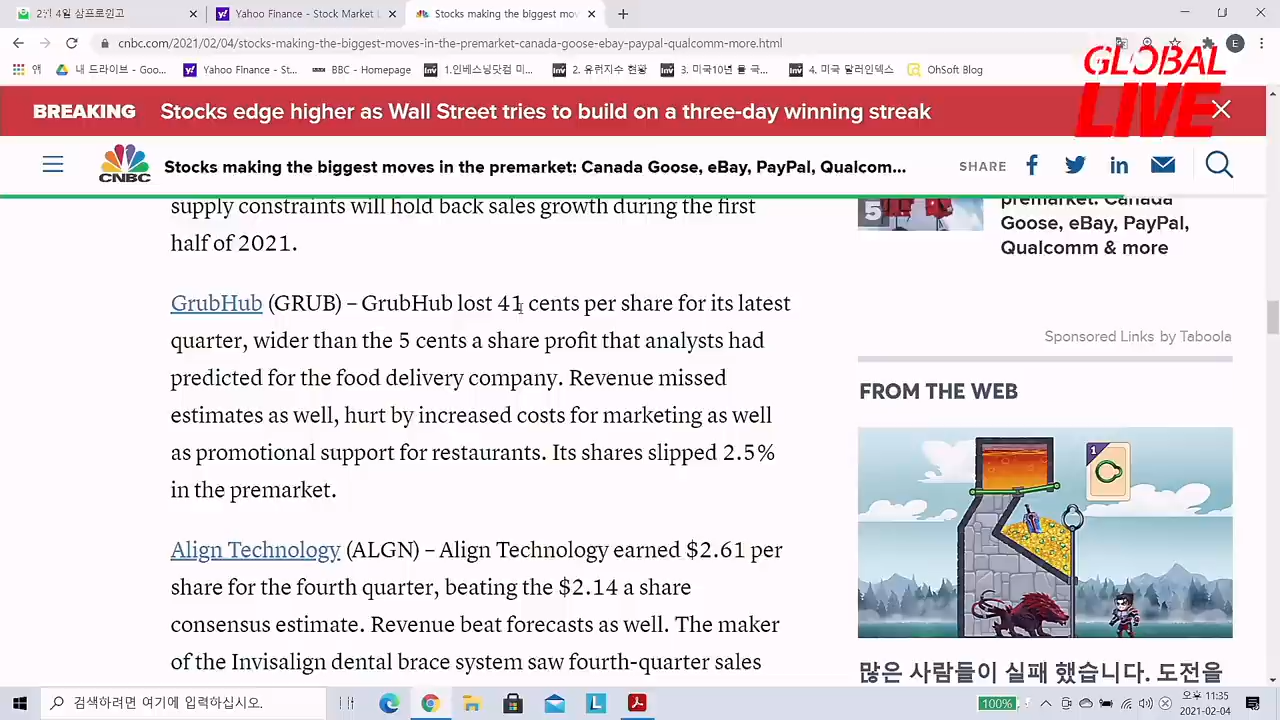 2월 4일 삼프로원고
Yahoo Finance - Stock Market L
Stocks making the biggest mov
cnbc.com/2021/02/04/stocks-making-the-biggest-moves-in-the-premarket-canada-goose-ebay-paypal-qualcomm-more.html
E
앱
내 드라이브 - Goo...
Yahoo Finance - St...
BBC - Homepage
1.인베스닝닷컴 미...
2. 유뤔지수 현황
3. 미국10년 뮬 국...
4. 미국 달러인덱스
OhSoft Blog
GLOBAL
LIVE
BREAKING Stocks edge higher as Wall Street tries to build on a three-day winning streak
CNBC
Stocks making the biggest moves in the premarket: Canada Goose, eBay, PayPal, Qualcom...
SHARE
supply constraints will hold back sales growth during the first
half of 2021.
GrubHub (GRUB) – GrubHub lost 41 cents per share for its latest
quarter, wider than the 5 cents a share profit that analysts had
predicted for the food delivery company. Revenue missed
estimates as well, hurt by increased costs for marketing as well
as promotional support for restaurants. Its shares slipped 2.5%
in the premarket.
Align Technology (ALGN) – Align Technology earned $2.61 per
share for the fourth quarter, beating the $2.14 a share
consensus estimate. Revenue beat forecasts as well. The maker
of the Invisalign dental brace system saw fourth-quarter sales
5
premarket: Canada
Goose, eBay, PayPal,
Qualcomm & more
Sponsored Links by Taboola
FROM THE WEB
1
많은 사람들이 실패 했습니다. 도전을
검색하려면 여기에 입력하십시오.
100%
오후 11:35
2021-02-04